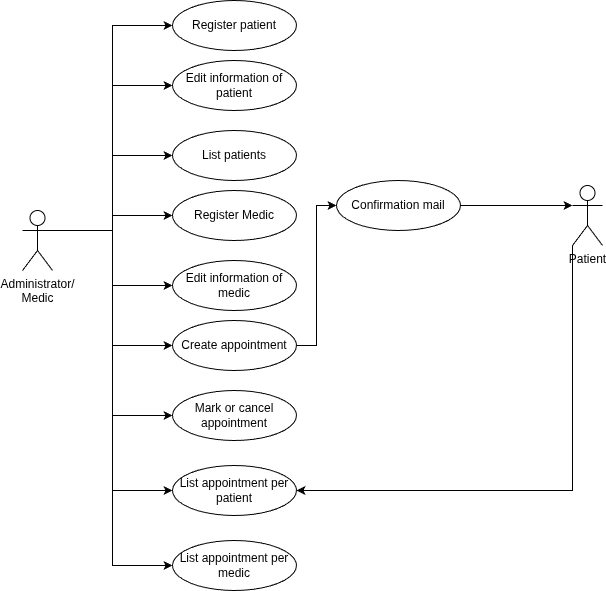 Register patient
Edit information of
patient
List patients
Register Medic
Confirmation mail
Administrator/
Medic
Patient
Edit information of
medic
Create appointment
Mark or cancel
appointment
List appointment per
patient
List appointment per
medic